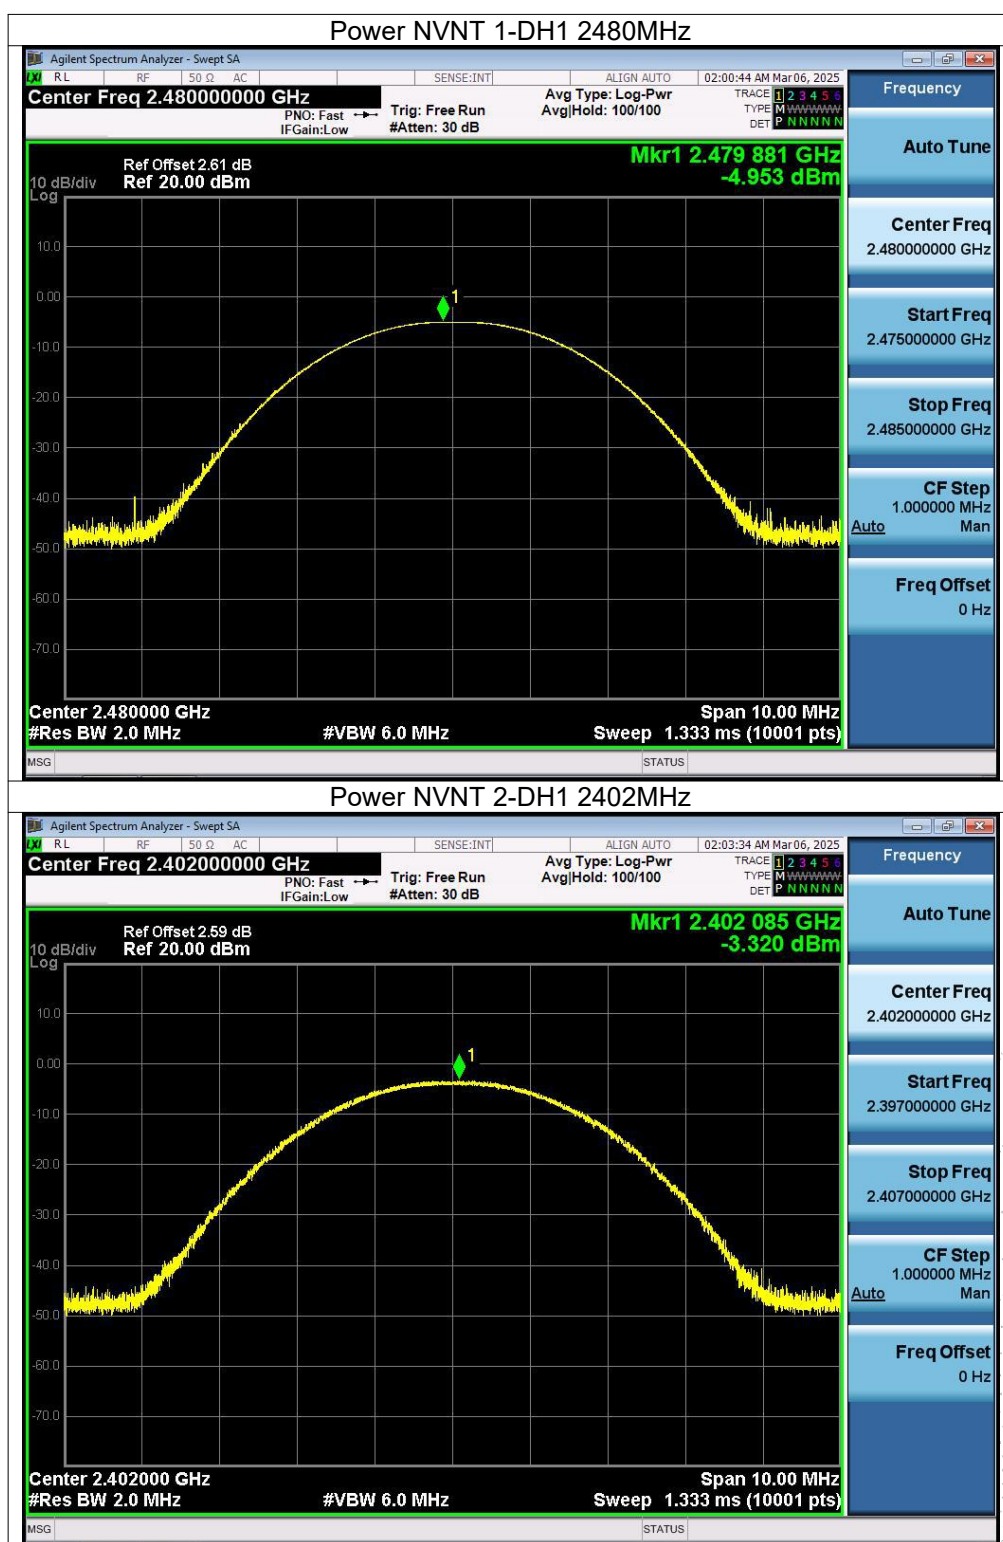 Power NVNT 1-DH1 2480MHz
Agilent Spectrum Analyzer - Swept SA
LXI RL RF 50 Ω AC SENSE:INT ALIGN AUTO 02:00:44 AM Mar 06, 2025
Center Freq 2.480000000 GHz
PNO: Fast
IFGain:Low
Trig: Free Run
#Atten: 30 dB
Avg Type: Log-Pwr
Avg|Hold: 100/100
TRACE 1 2 3 4 5 6
TYPE M WWWWW
DET P N N N N N
Frequency
Auto Tune
Center Freq
2.480000000 GHz
Start Freq
2.475000000 GHz
Stop Freq
2.485000000 GHz
CF Step
1.000000 MHz
Auto Man
Freq Offset
0 Hz
Mkr1 2.479 881 GHz
-4.953 dBm
Ref Offset 2.61 dB
10 dB/div Ref 20.00 dBm
Log
10.0
1
0.00
-10.0
-20.0
-30.0
-40.0
-50.0
-60.0
-70.0
Center 2.480000 GHz Span 10.00 MHz
#Res BW 2.0 MHz #VBW 6.0 MHz Sweep 1.333 ms (10001 pts)
MSG STATUS
Power NVNT 2-DH1 2402MHz
Agilent Spectrum Analyzer - Swept SA
LXI RL RF 50 Ω AC SENSE:INT ALIGN AUTO 02:03:34 AM Mar 06, 2025
Center Freq 2.402000000 GHz
PNO: Fast
IFGain:Low
Trig: Free Run
#Atten: 30 dB
Avg Type: Log-Pwr
Avg|Hold: 100/100
TRACE 1 2 3 4 5 6
TYPE M WWWWW
DET P N N N N N
Frequency
Auto Tune
Center Freq
2.402000000 GHz
Start Freq
2.397000000 GHz
Stop Freq
2.407000000 GHz
CF Step
1.000000 MHz
Auto Man
Freq Offset
0 Hz
Mkr1 2.402 085 GHz
-3.320 dBm
Ref Offset 2.59 dB
10 dB/div Ref 20.00 dBm
Log
10.0
1
0.00
-10.0
-20.0
-30.0
-40.0
-50.0
-60.0
-70.0
Center 2.402000 GHz Span 10.00 MHz
#Res BW 2.0 MHz #VBW 6.0 MHz Sweep 1.333 ms (10001 pts)
MSG STATUS